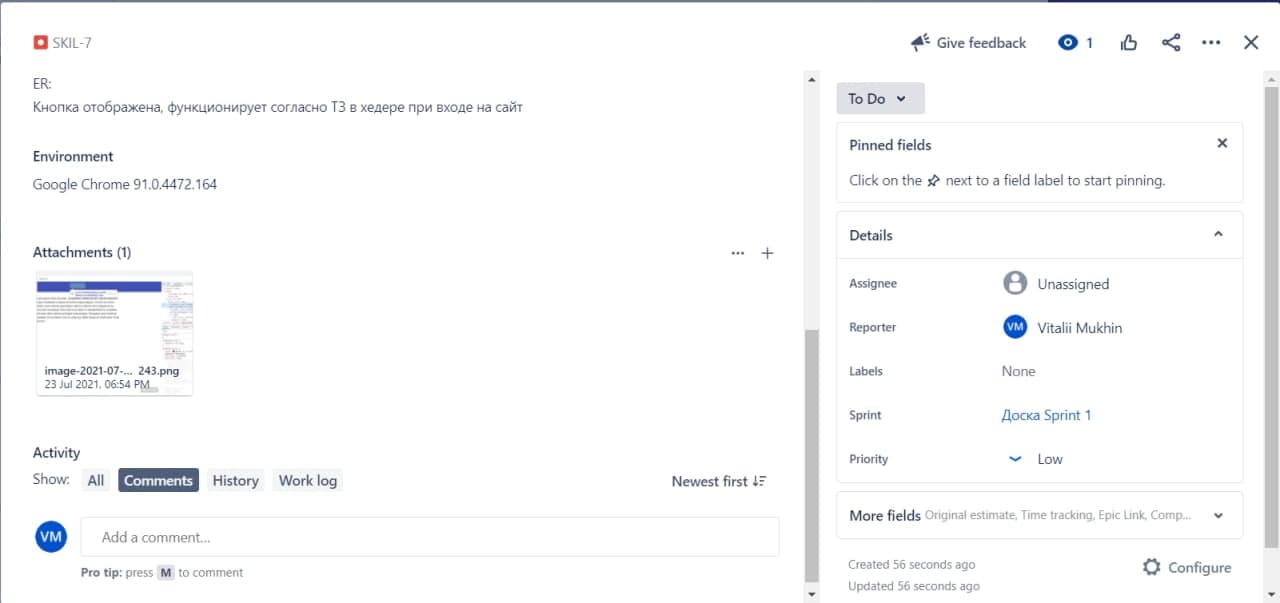 SKIL-7
Give feedback
1
ER:
Кнопка отображена, функционирует согласно ТЗ в хедере при входе на сайт
Environment
Google Chrome 91.0.4472.164
Attachments (1)
image-2021-07-... 243.png
23 Jul 2021, 06:54 PM
Activity
Show: All Comments History Work log
Newest first
VM Add a comment...
Pro tip: press M to comment
To Do
Pinned fields
Click on the next to a field label to start pinning.
Details
Assignee Unassigned
Reporter VM Vitalii Mukhin
Labels None
Sprint Доска Sprint 1
Priority Low
More fields Original estimate, Time tracking, Epic Link, Comp...
Created 56 seconds ago
Configure
Updated 56 seconds ago